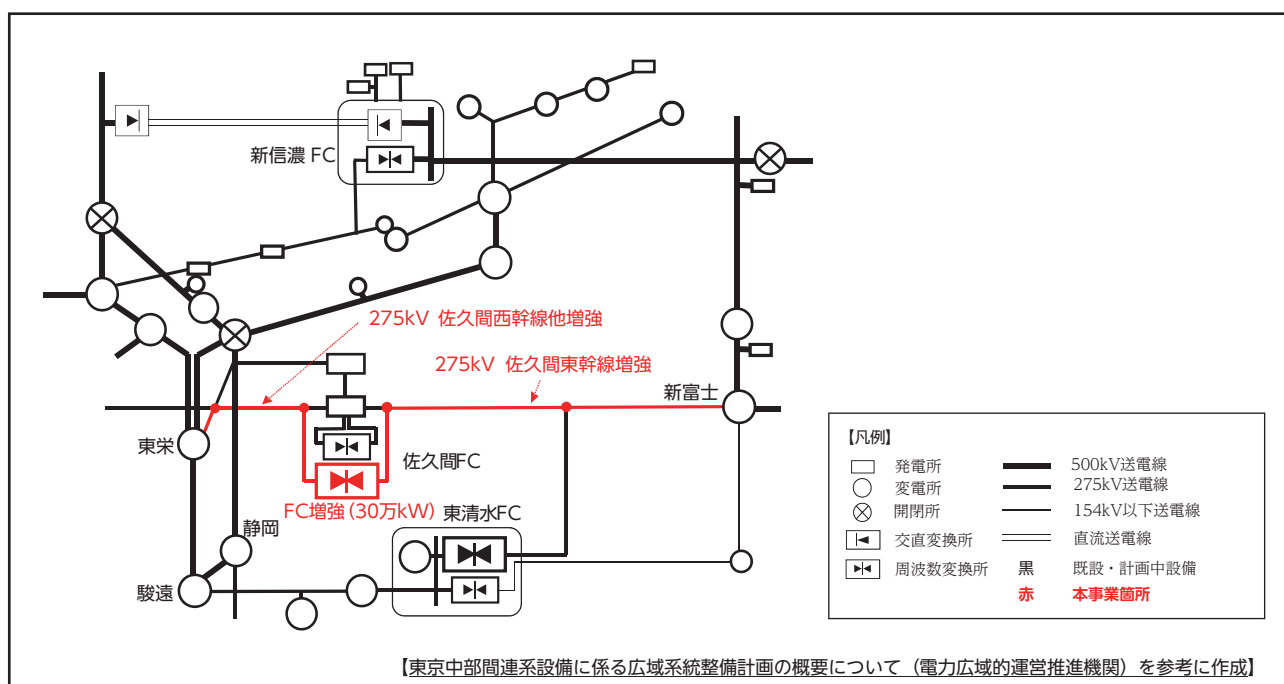 新信濃 FC
275kV 佐久間西幹線他増強
275kV 佐久間東幹線増強
新富士
東栄
佐久間FC
FC増強 (30万kW)
東清水FC
静岡
駿遠
【凡例】
発電所
500kV送電線
変電所
275kV送電線
開閉所
154kV以下送電線
交直変換所
直流送電線
周波数変換所
黒
既設・計画中設備
赤
本事業箇所
【東京中部間連系設備に係る広域系統整備計画の概要について（電力広域的運営推進機関）を参考に作成】